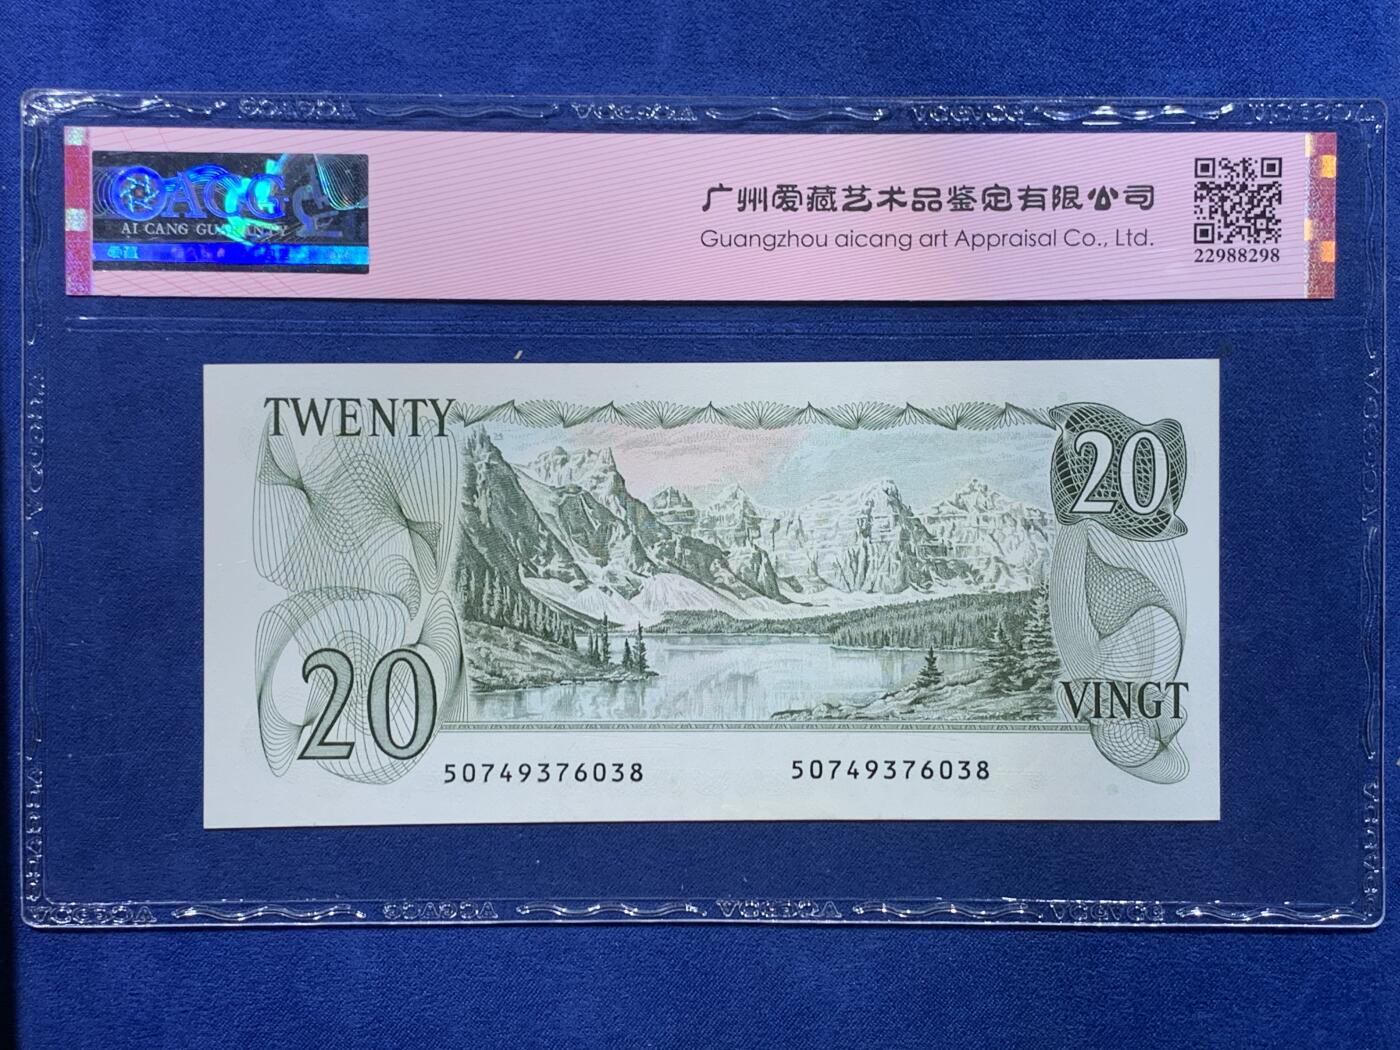 ACG
AI CANG GUARANTY
广州爱藏艺术品鉴定有限公司
Guangzhou aicang art Appraisal Co., Ltd.
22988298
TWENTY
20
20
VINGT
50749376038
50749376038